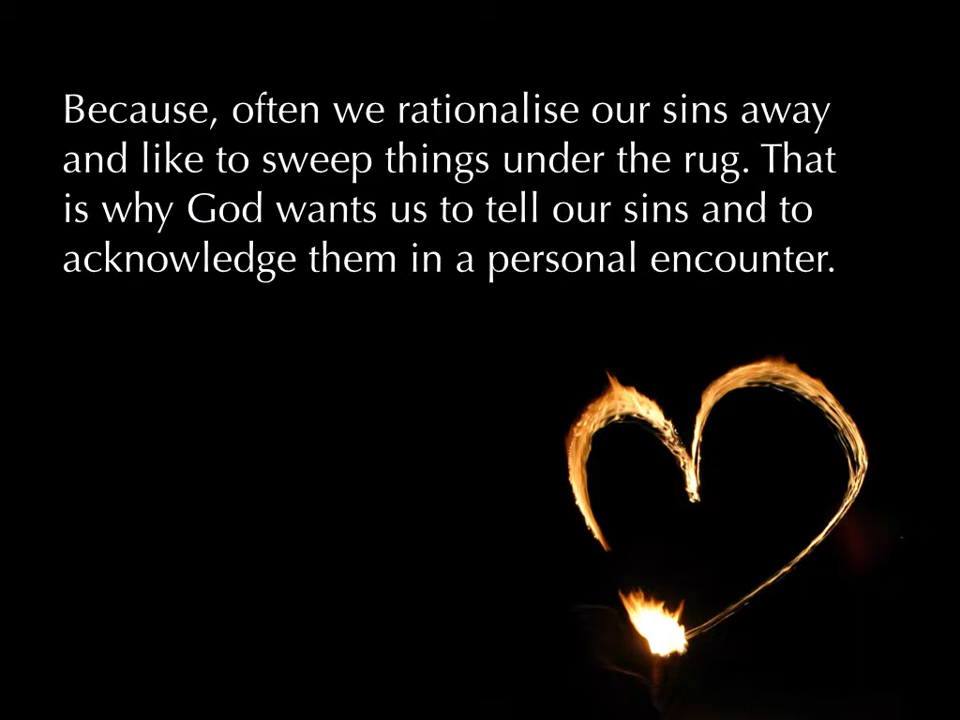 Because, often we rationalise our sins away
and like to sweep things under the rug. That
is why God wants us to tell our sins and to
acknowledge them in a personal encounter.